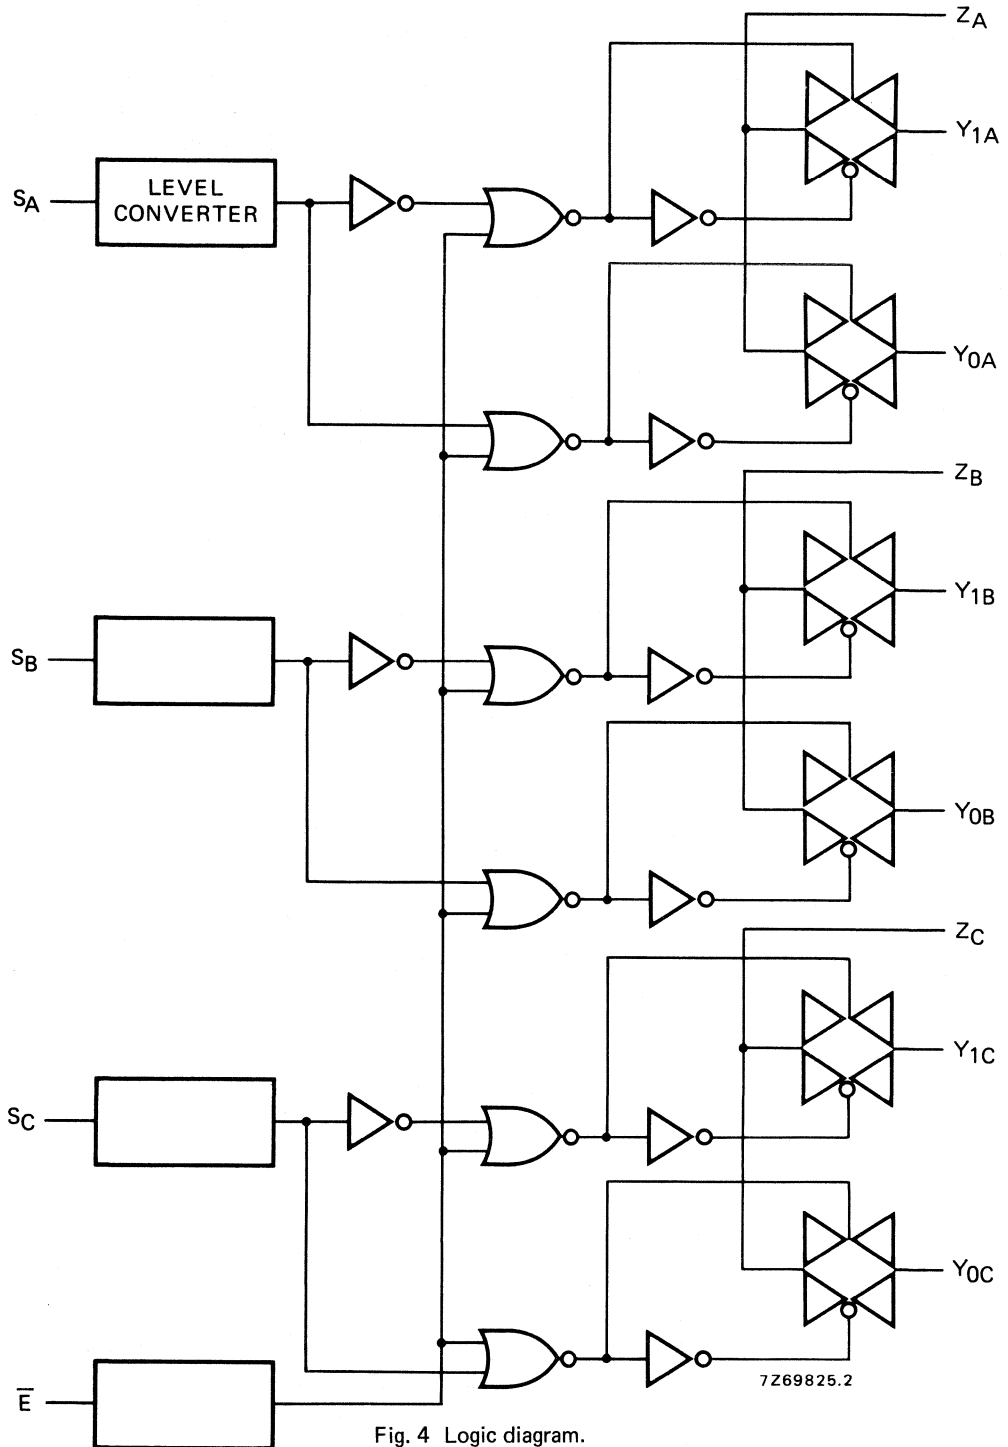 ZA
Y1A
SA
LEVEL
CONVERTER
Y0A
ZB
Y1B
SB
Y0B
ZC
Y1C
SC
Y0C
7Z69825.2
E̅
Fig. 4 Logic diagram.